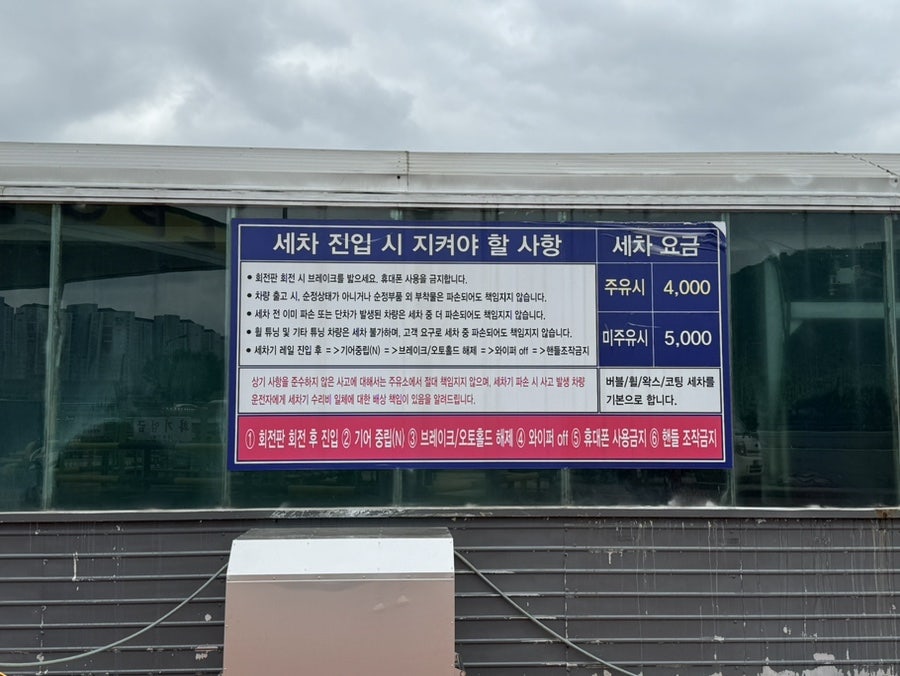 세차 진입 시 지켜야 할 사항
• 회전판 회전 시 브레이크를 밟으세요. 휴대폰 사용을 금지합니다.
• 차량 출고 시, 순정상태가 아니거나 순정부품 외 부착물은 파손되어도 책임지지 않습니다.
• 세차 전 이미 파손 또는 단차가 발생된 차량은 세차 중 더 파손되어도 책임지지 않습니다.
• 휠 튜닝 및 기타 튜닝 차량은 세차 불가하며, 고객 요구로 세차 중 파손되어도 책임지지 않습니다.
• 세차기 레일 진입 후 =>기어중립(N) =>브레이크/오토홀드 해제 =>와이퍼 off =>핸들조작금지
상기 사항을 준수하지 않은 사고에 대해서는 주유소에서 절대 책임지지 않으며, 세차기 파손 시 사고 발생 차량
운전자에게 세차기 수리비 일체에 대한 배상 책임이 있음을 알려드립니다.
세차 요금
주유시 4,000
미주유시 5,000
버블/휠/왁스/코팅 세차를
기본으로 합니다.
① 회전판 회전 후 진입 ② 기어 중립(N) ③ 브레이크/오토홀드 해제 ④ 와이퍼 off ⑤ 휴대폰 사용금지 ⑥ 핸들 조작금지